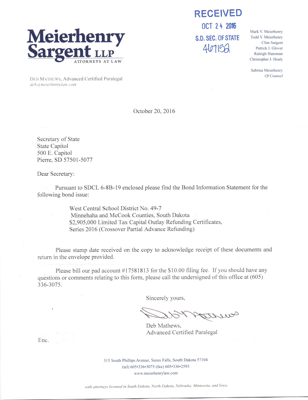 RECEIVED
OCT 24 2016
S.D. SEC. OF STATE
Meierhenry
Sargent LLP
ATTORNEYS AT LAW
Mark V. Meierhenry
Todd V. Meierhenry
Clint Sargent
Patrick J. Glover
Raleigh Hansman
Christopher J. Healy
Sabrina Meierhenry
Of Counsel
DEB MATHEWS, Advanced Certified Paralegal
October 20, 2016
Secretary of State
State Capitol
500 E. Capitol
Pierre, SD 57501-5077
Dear Secretary:
Pursuant to SDCL 6-8B-19 enclosed please find the Bond Information Statement for the
following bond issue:
West Central School District No. 49-7
Minnehaha and McCook Counties, South Dakota
$2,905,000 Limited Tax Capital Outlay Refunding Certificates,
Series 2016 (Crossover Partial Advance Refunding)
Please stamp date received on the copy to acknowledge receipt of these documents and
return in the envelope provided.
Please bill our pad account #17581813 for the $10.00 filing fee. If you should have any
questions or comments relating to this form, please call the undersigned of this office at (605)
336-3075.
Sincerely yours,
Deb Mathews
Deb Mathews,
Advanced Certified Paralegal
Enc.
315 South Phillips Avenue, Sioux Falls, South Dakota 57104
(tel) 605•336•3075 (fax) 605•336•2593
www.meierhenrylaw.com
with attorneys licensed in South Dakota, North Dakota, Nebraska, Minnesota, and Iowa